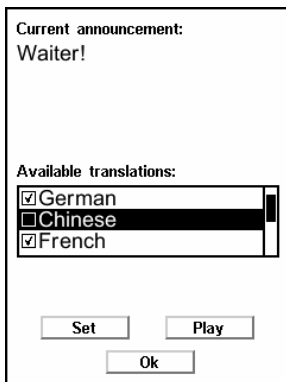 Current announcement:
Waiter!
Available translations:
German
Chinese
French
Set
Play
Ok